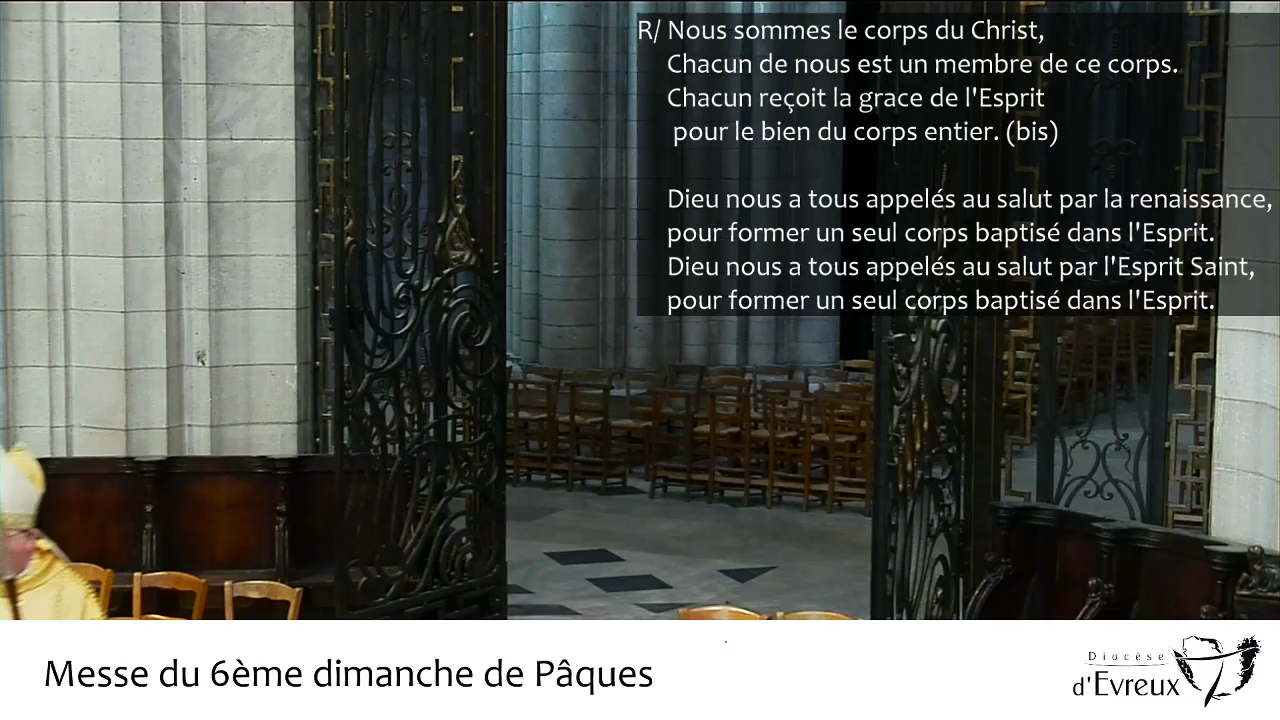 R/ Nous sommes le corps du Christ,
Chacun de nous est un membre de ce corps.
Chacun reçoit la grace de l'Esprit
pour le bien du corps entier. (bis)
Dieu nous a tous appelés au salut par la renaissance,
pour former un seul corps baptisé dans l'Esprit.
Dieu nous a tous appelés au salut par l'Esprit Saint,
pour former un seul corps baptisé dans l'Esprit.
Messe du 6ème dimanche de Pâques
Diocèse
d'Evreux